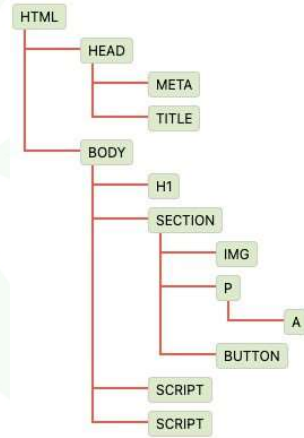 HTML
HEAD
META
TITLE
BODY
H1
SECTION
IMG
P
A
BUTTON
SCRIPT
SCRIPT